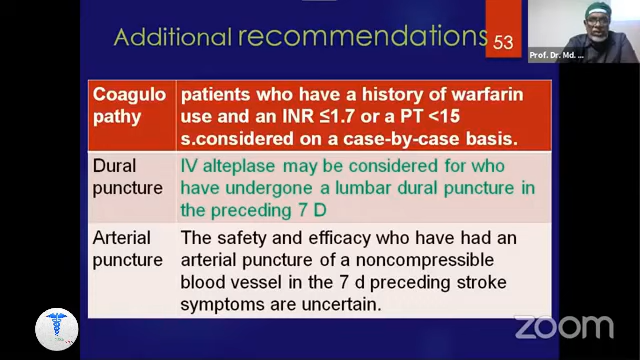 Additional recommendations
53
Prof. Dr. Md. ...
Coagulo
pathy
patients who have a history of warfarin
use and an INR ≤1.7 or a PT <15
s.considered on a case-by-case basis.
Dural
puncture
IV alteplase may be considered for who
have undergone a lumbar dural puncture in
the preceding 7 D
Arterial
puncture
The safety and efficacy who have had an
arterial puncture of a noncompressible
blood vessel in the 7 d preceding stroke
symptoms are uncertain.
zoom